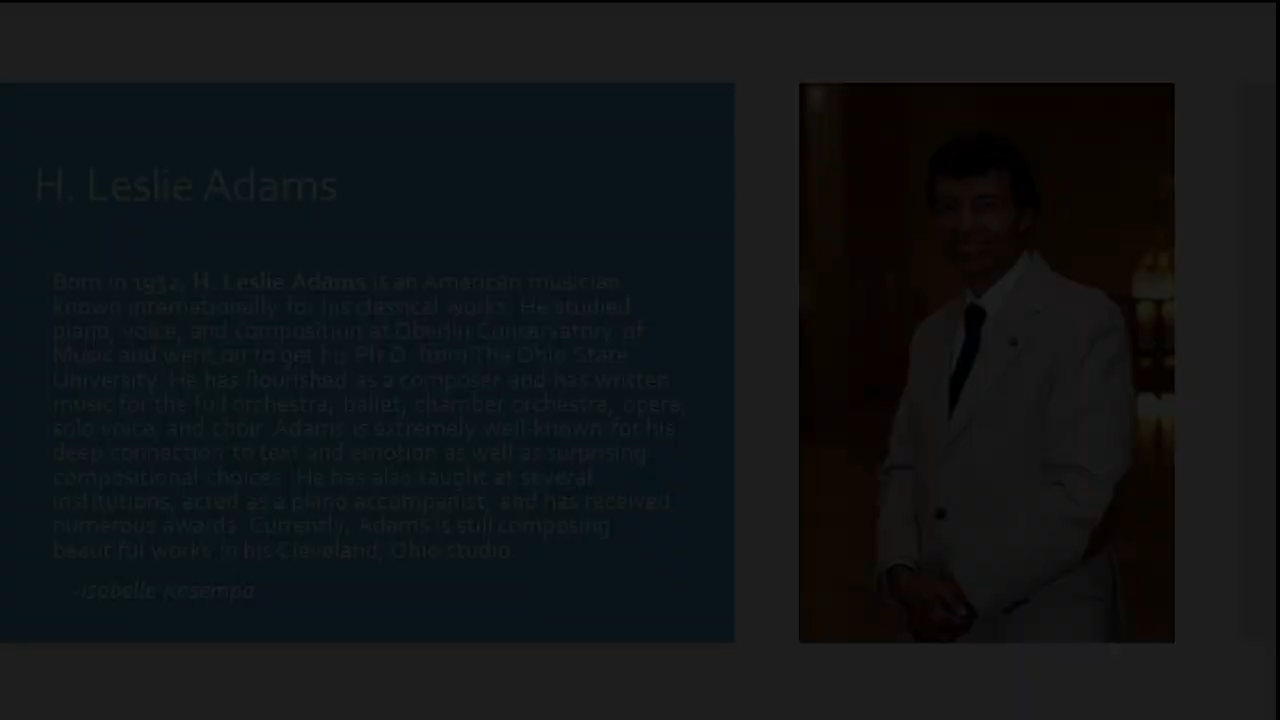 H. Leslie Adams
Born in 1932, H. Leslie Adams is an American musician
known internationally for his classical works. He studied
piano, voice, and composition at Oberlin Conservatory of
Music and went on to get his Ph.D. from The Ohio State
University. He has flourished as a composer and has written
music for the full orchestra, ballet, chamber orchestra, opera,
solo voice, and choir. Adams is extremely well-known for his
deep connection to text and emotion as well as surprising
compositional choices. He has also taught at several
institutions, acted as a piano accompanist, and has received
numerous awards. Currently, Adams is still composing
beautiful works in his Cleveland, Ohio studio.
-Isabelle